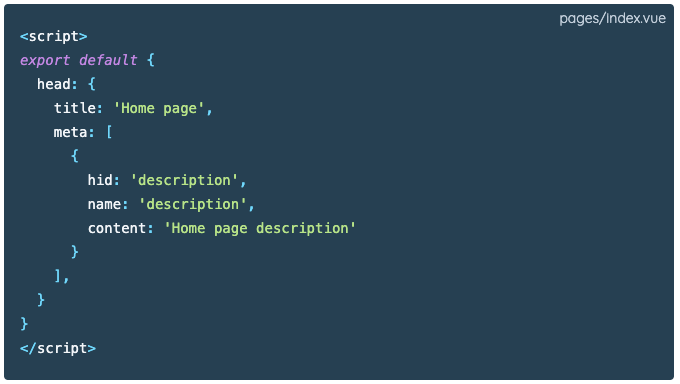 pages/index.vue
<script>
export default {
  head: {
    title: 'Home page',
    meta: [
      {
        hid: 'description',
        name: 'description',
        content: 'Home page description'
      }
    ],
  }
}
</script>